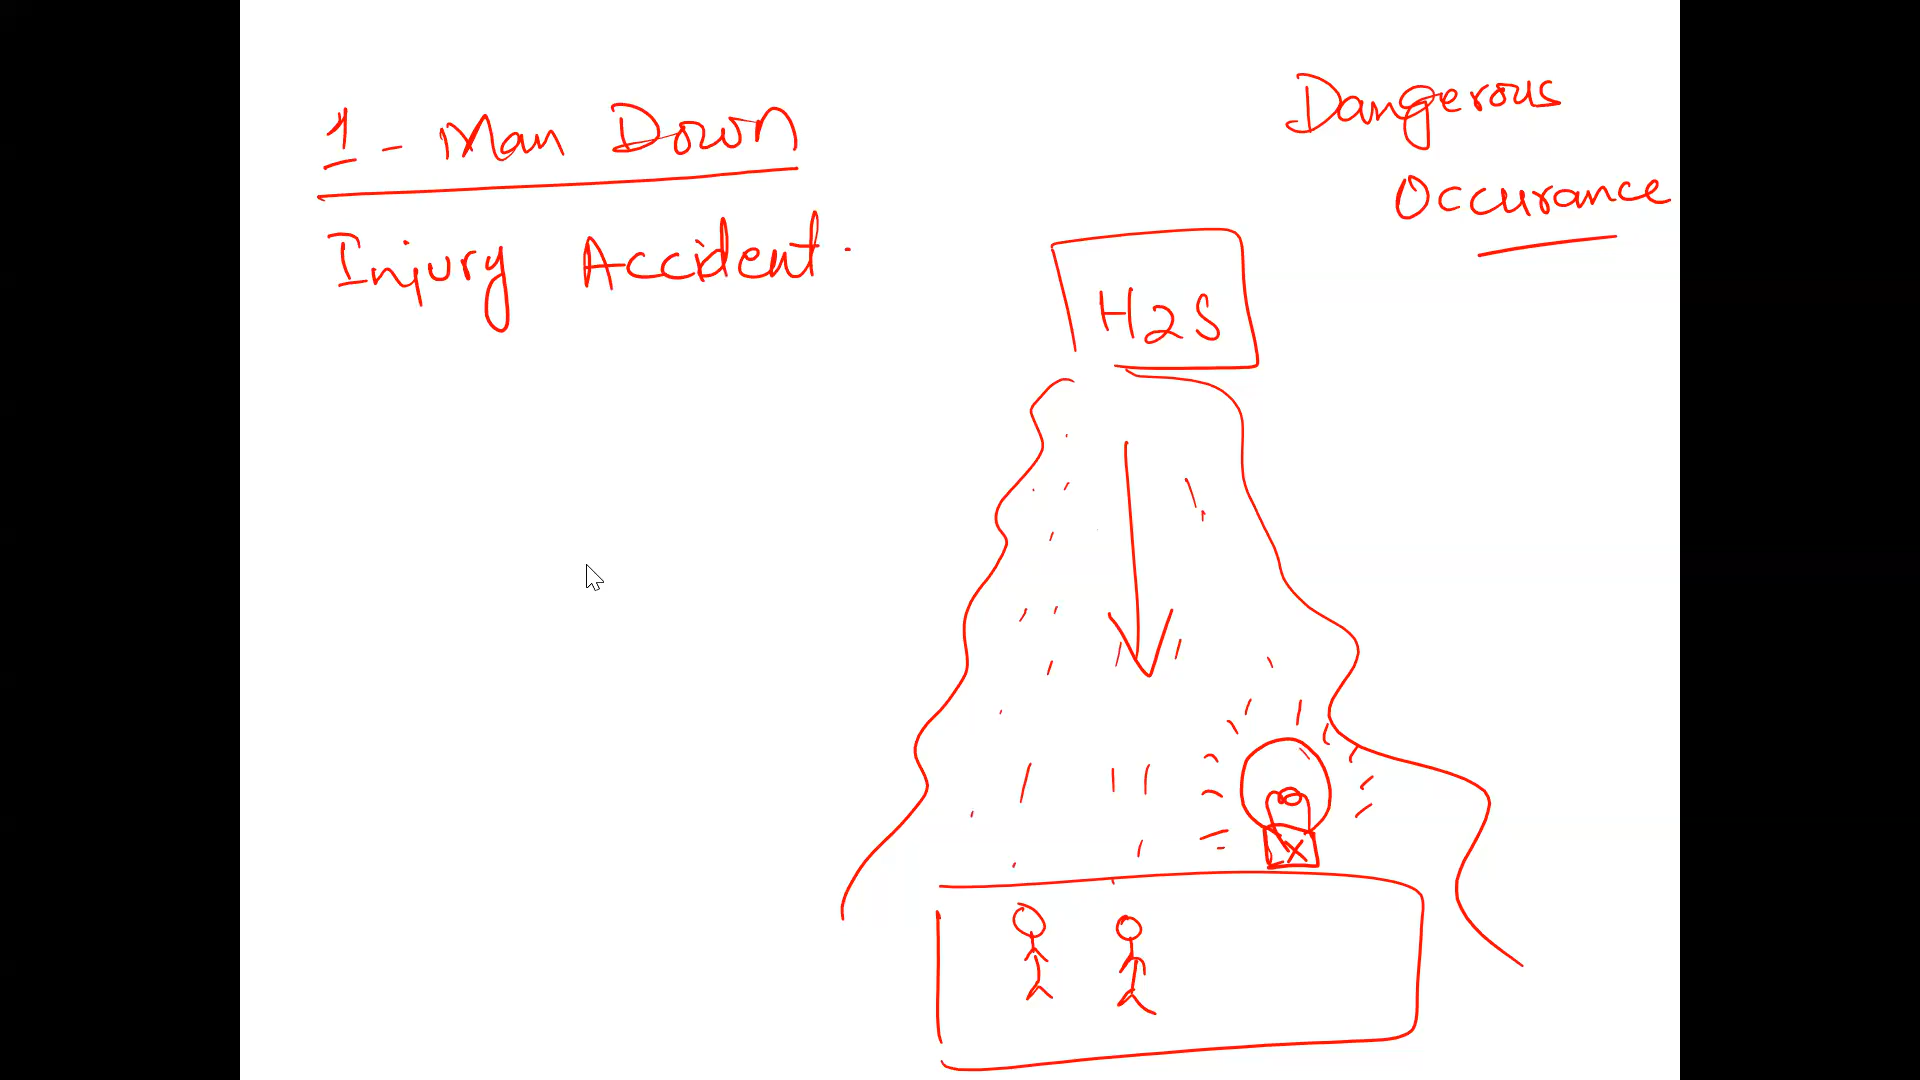 1 - Man Down
Injury Accident.
Dangerous
Occurance
H2S